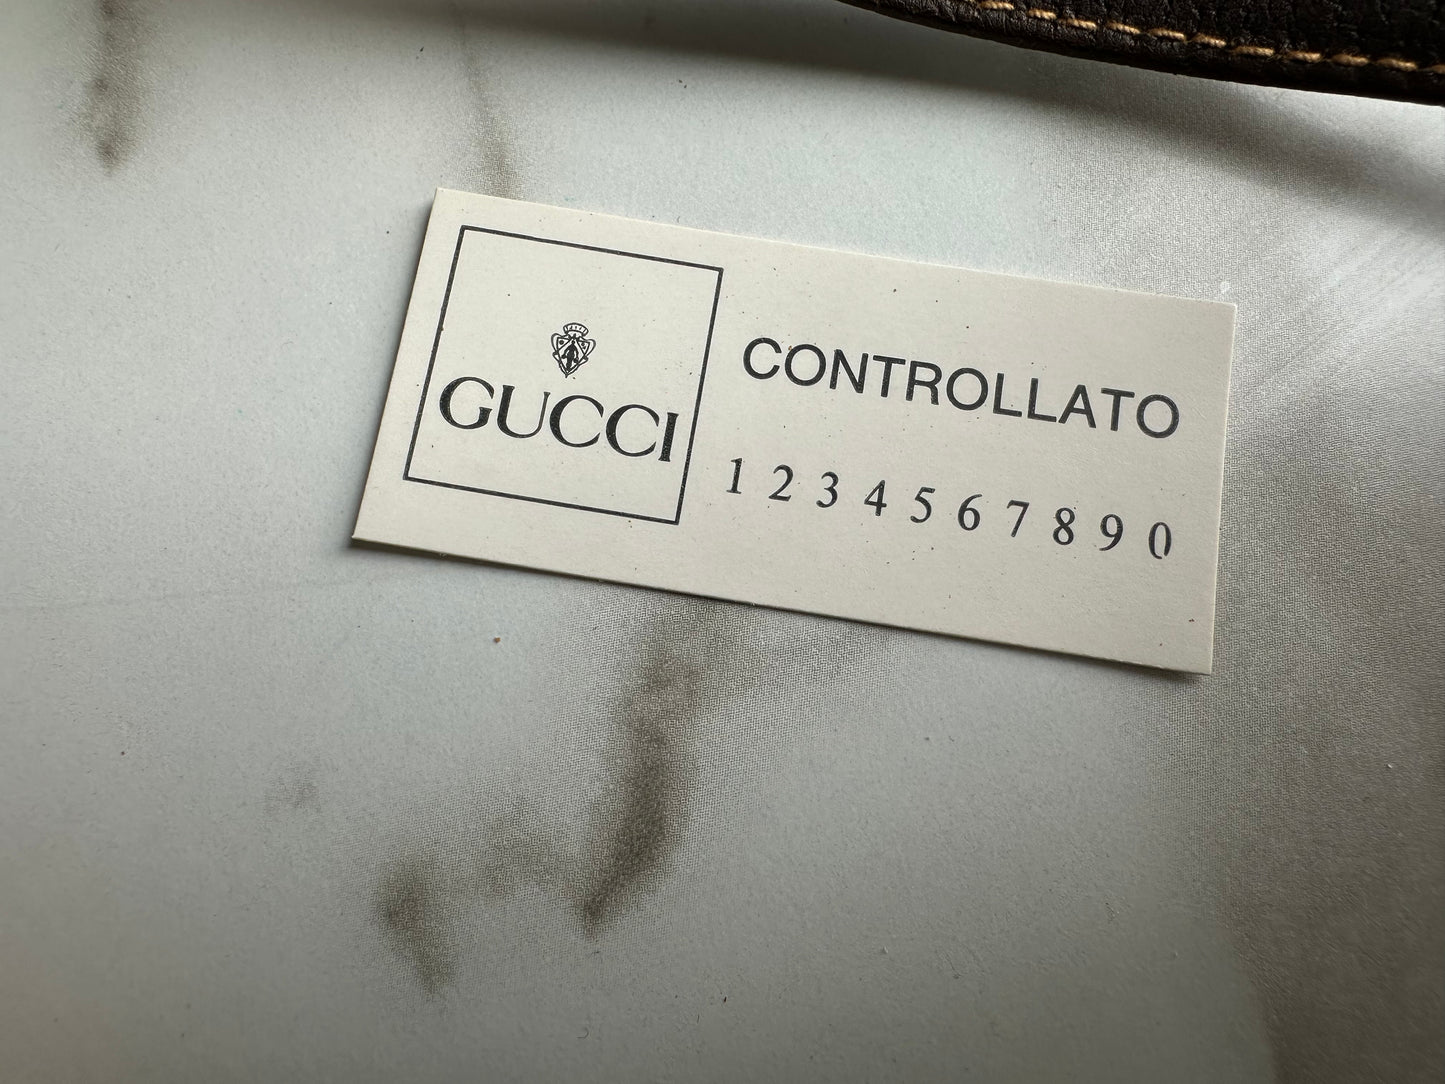 GUCCI
CONTROLLATO
1 2 3 4 5 6 7 8 9 0